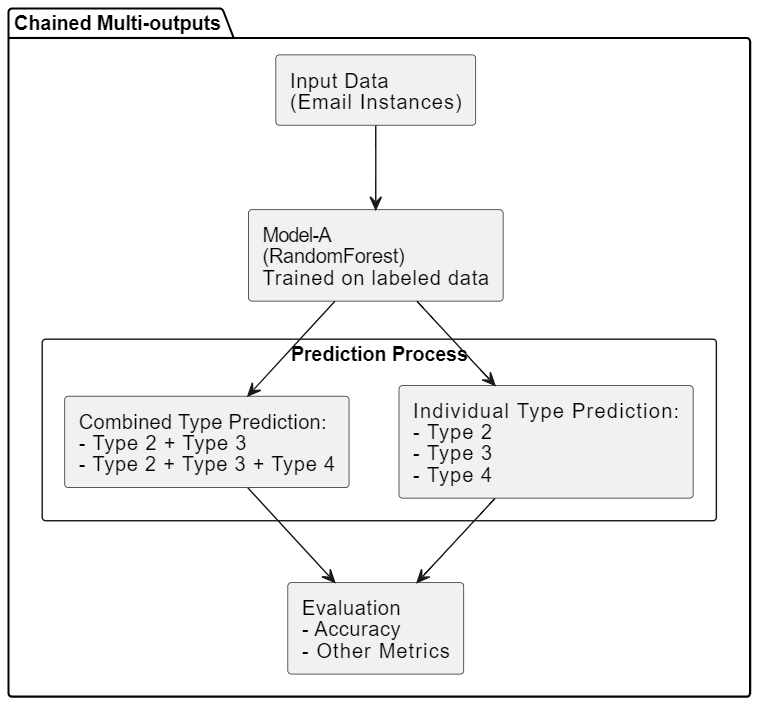 Chained Multi-outputs
Input Data
(Email Instances)
Model-A
(RandomForest)
Trained on labeled data
Prediction Process
Combined Type Prediction:
- Type 2 + Type 3
- Type 2 + Type 3 + Type 4
Individual Type Prediction:
- Type 2
- Type 3
- Type 4
Evaluation
- Accuracy
- Other Metrics